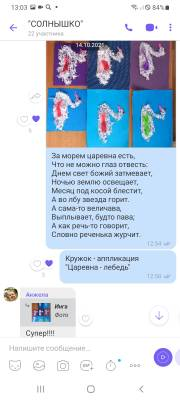 13:03
84%
"СОЛНЫШКО"
22 участника
14.10.2021
За морем царевна есть,
Что не можно глаз отвесть:
Днем свет божий затмевает,
Ночью землю освещает,
Месяц под косой блестит,
А во лбу звезда горит.
А сама-то величава,
Выплывает, будто пава;
А как речь-то говорит,
Словно реченька журчит.
12:54
Кружок - аппликация
"Царевна - лебедь"
12:56
Анжела
Инга
Фото
Супер!!!!
Напишите сообщение...
GIF